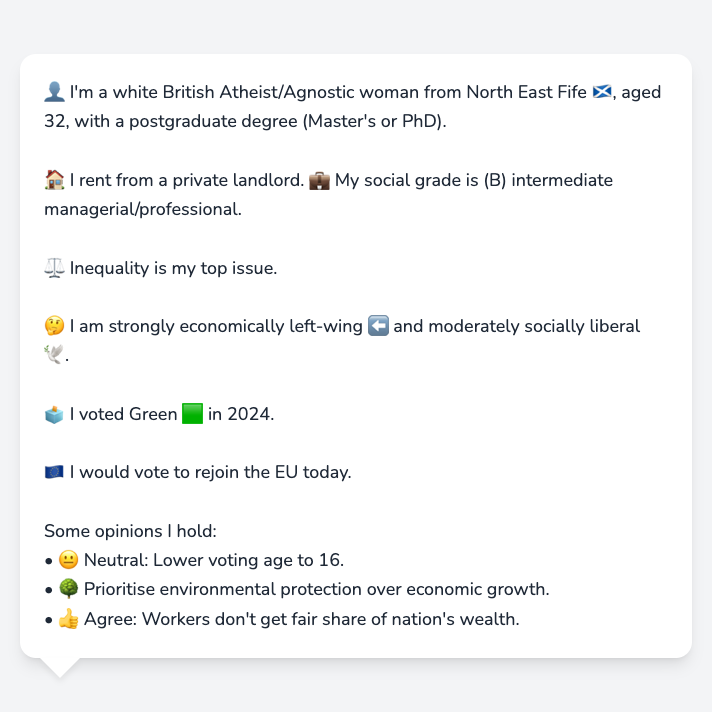 👤 I'm a white British Atheist/Agnostic woman from North East Fife 🏴󠁧󠁢󠁳󠁣󠁴󠁿, aged
32, with a postgraduate degree (Master's or PhD).
🏠 I rent from a private landlord. 💼 My social grade is (B) intermediate
managerial/professional.
⚖️ Inequality is my top issue.
🤔 I am strongly economically left-wing ⬅️ and moderately socially liberal
🕊️.
🗳️ I voted Green 🟩 in 2024.
🇪🇺 I would vote to rejoin the EU today.
Some opinions I hold:
• 😐 Neutral: Lower voting age to 16.
• 🌳 Prioritise environmental protection over economic growth.
• 👍 Agree: Workers don't get fair share of nation's wealth.